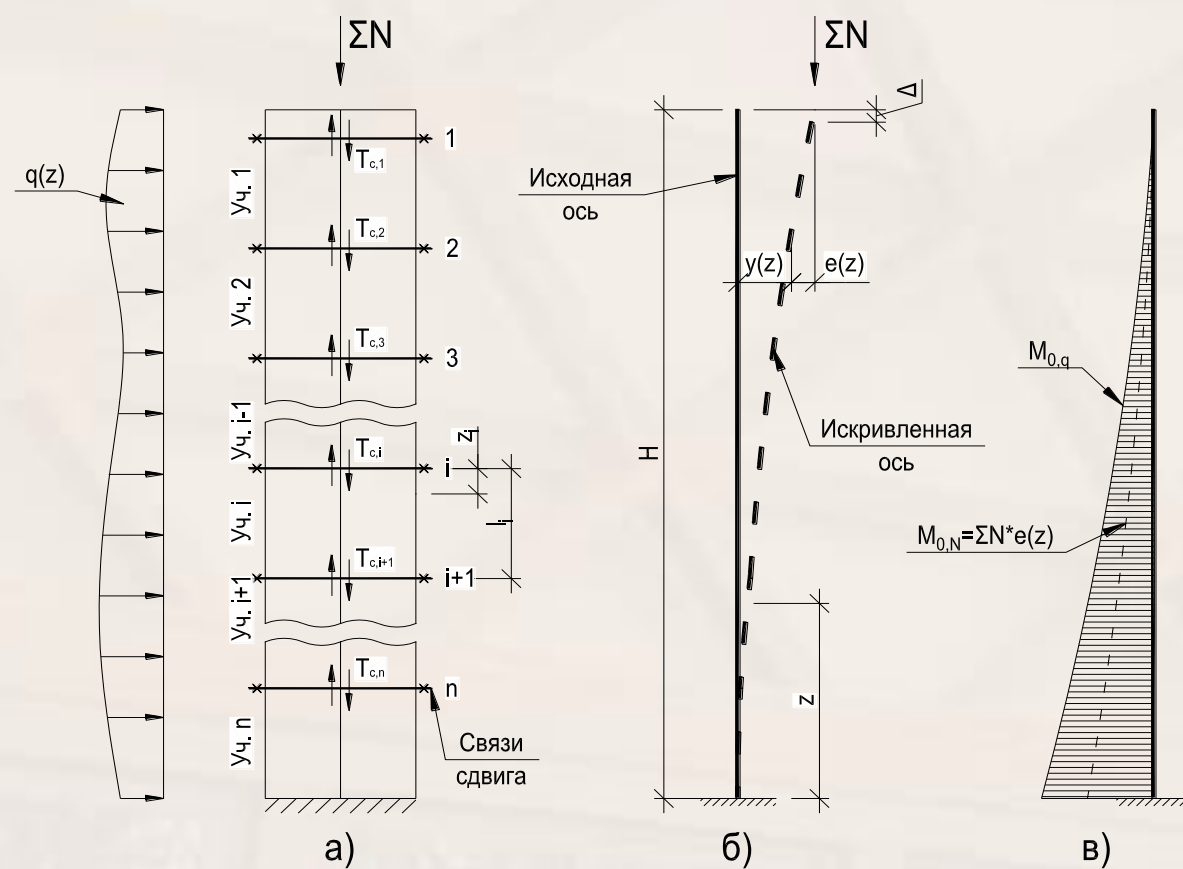 ΣN
q(z)
Уч. 1
Уч. 2
Уч. i-1
Уч. i
Уч. i+1
Уч. n
Tc,1
Tc,2
Tc,3
Tc,i
Tc,i+1
Tc,n
1
2
3
i
i+1
n
zi
li
Связи
сдвига
а)
ΣN
Δ
Исходная
ось
y(z)
e(z)
H
Искривленная
ось
z
б)
M0,q
M0,N=ΣN*e(z)
в)